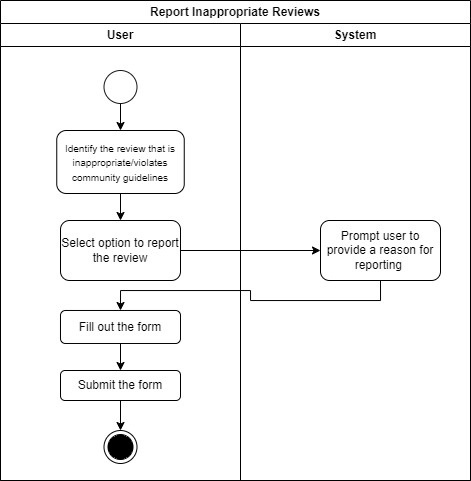 Report Inappropriate Reviews
User
System
Identify the review that is
inappropriate/violates
community guidelines
Select option to report
the review
Prompt user to
provide a reason for
reporting
Fill out the form
Submit the form